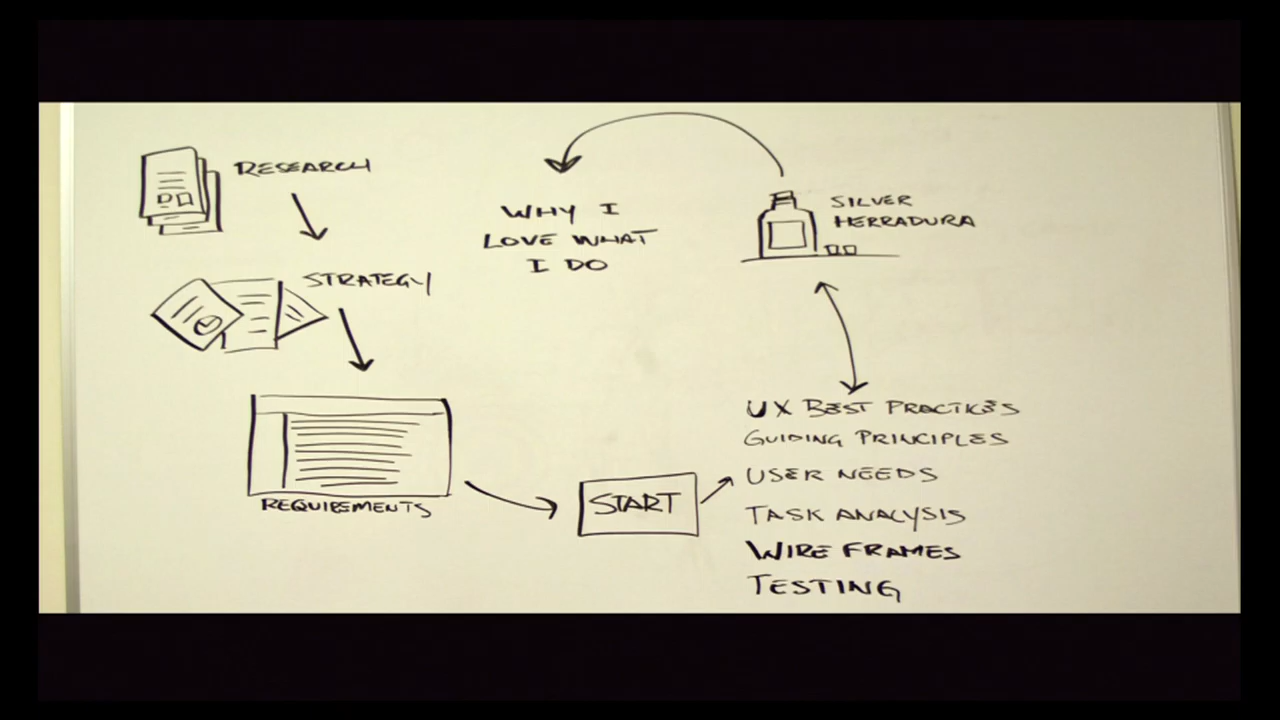 RESEARCH
STRATEGY
REQUIREMENTS
START
UX BEST PRACTICES
GUIDING PRINCIPLES
USER NEEDS
TASK ANALYSIS
WIRE FRAMES
TESTING
SILVER
HERRADURA
WHY I
LOVE WHAT
I DO